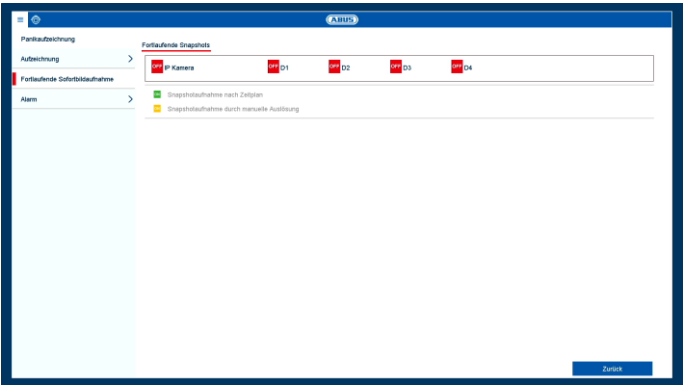 ABUS
Panikaufzeichnung
Aufzeichnung
Fortlaufende Sofortbildaufnahme
Alarm
Fortlaufende Snapshots
OFF IP Kamera OFF D1 OFF D2 OFF D3 OFF D4
Snapshotaufnahme nach Zeitplan
Snapshotaufnahme durch manuelle Auslösung
Zurück